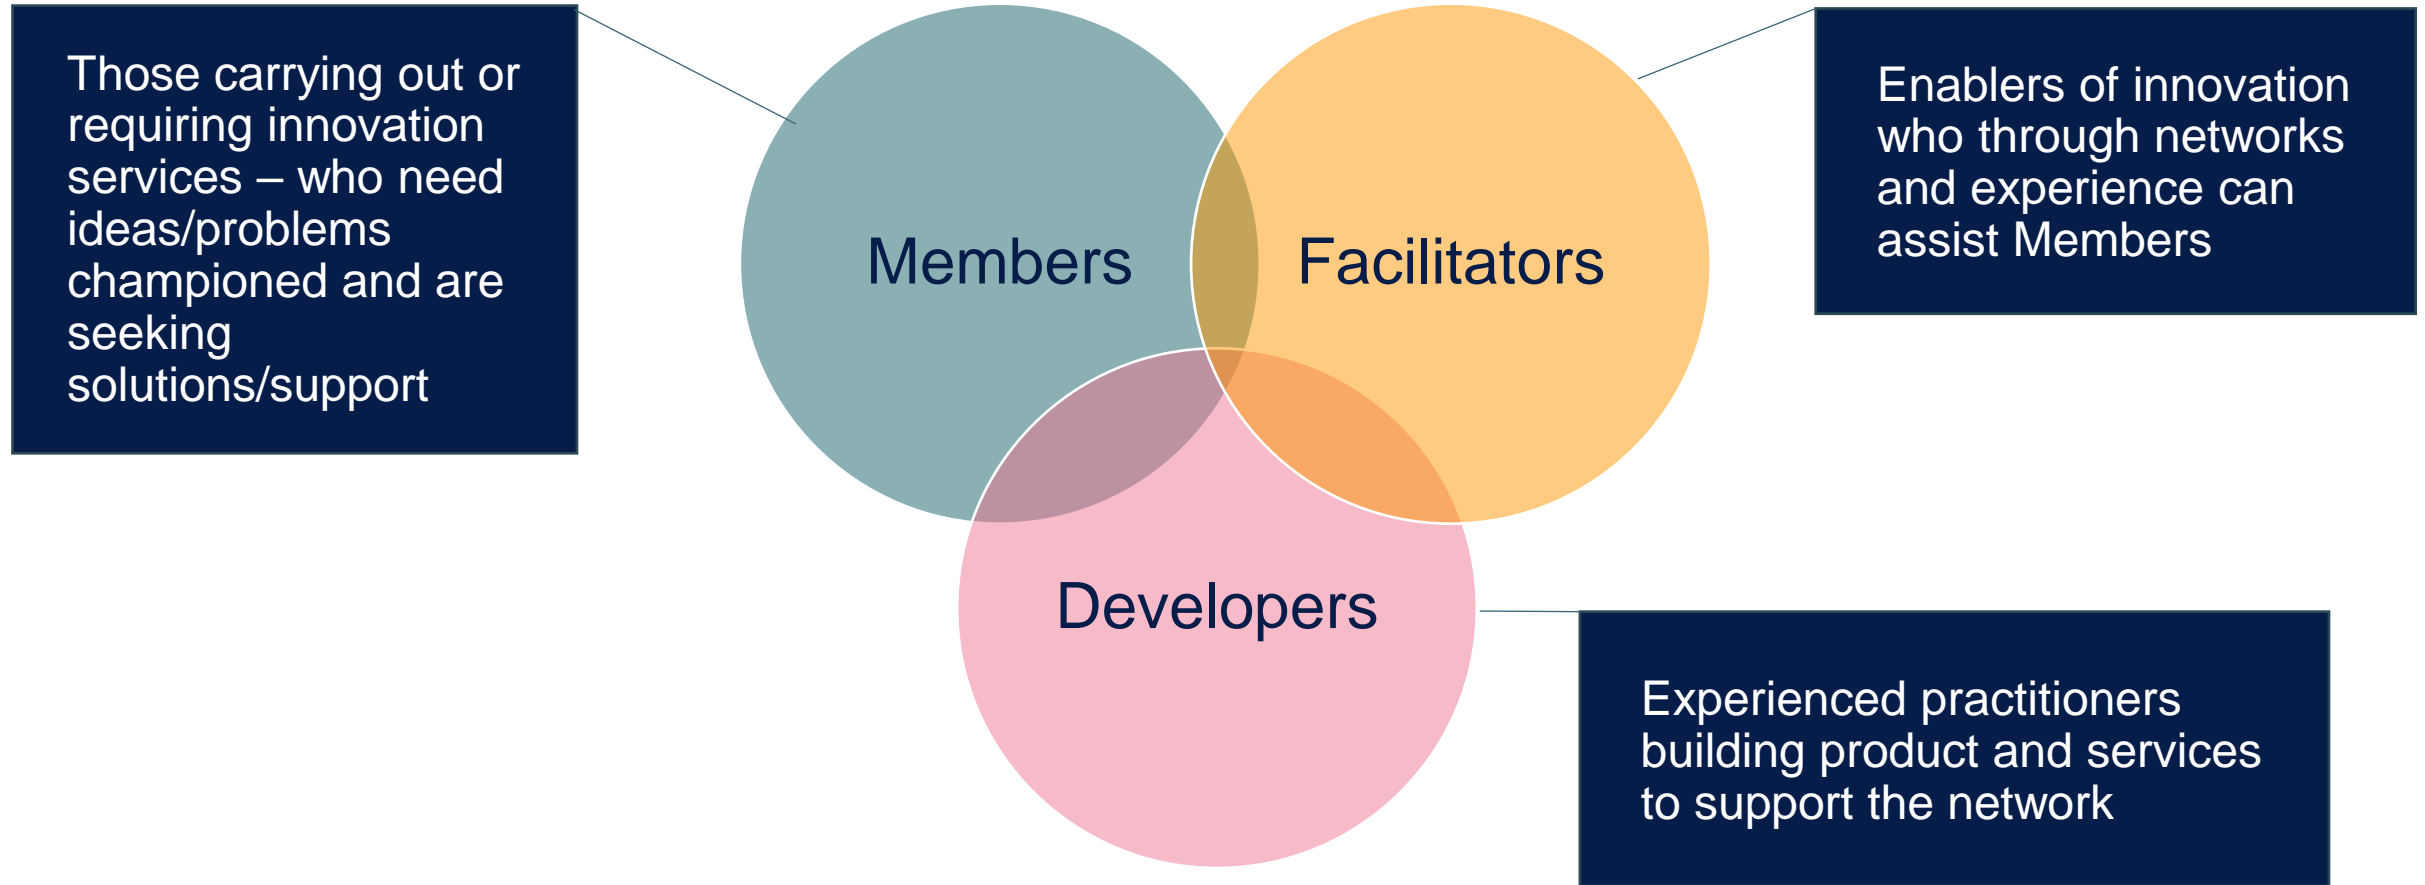 Those carrying out or
requiring innovation
services – who need
ideas/problems
championed and are
seeking
solutions/support
Members
Facilitators
Enablers of innovation
who through networks
and experience can
assist Members
Developers
Experienced practitioners
building product and services
to support the network